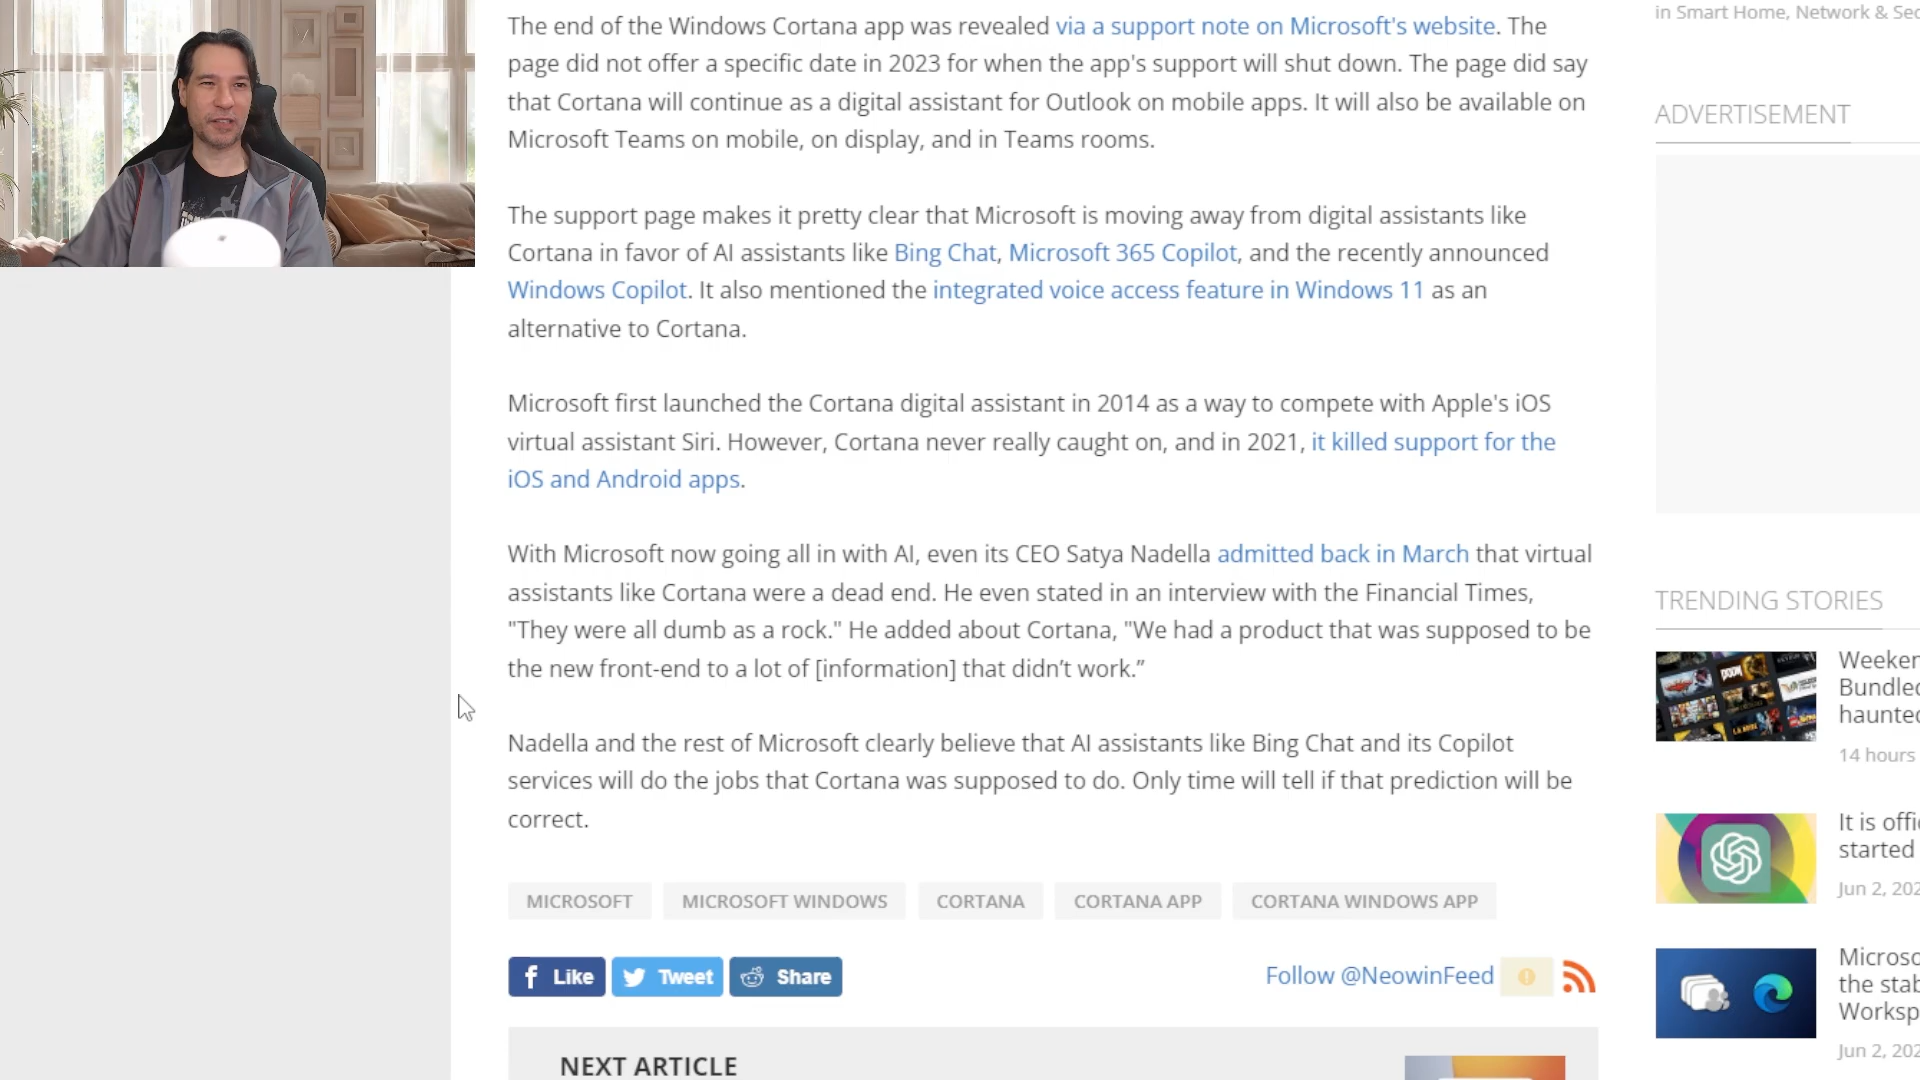 The end of the Windows Cortana app was revealed via a support note on Microsoft's website. The
page did not offer a specific date in 2023 for when the app's support will shut down. The page did say
that Cortana will continue as a digital assistant for Outlook on mobile apps. It will also be available on
Microsoft Teams on mobile, on display, and in Teams rooms.
The support page makes it pretty clear that Microsoft is moving away from digital assistants like
Cortana in favor of AI assistants like Bing Chat, Microsoft 365 Copilot, and the recently announced
Windows Copilot. It also mentioned the integrated voice access feature in Windows 11 as an
alternative to Cortana.
Microsoft first launched the Cortana digital assistant in 2014 as a way to compete with Apple's iOS
virtual assistant Siri. However, Cortana never really caught on, and in 2021, it killed support for the
iOS and Android apps.
With Microsoft now going all in with AI, even its CEO Satya Nadella admitted back in March that virtual
assistants like Cortana were a dead end. He even stated in an interview with the Financial Times,
"They were all dumb as a rock." He added about Cortana, "We had a product that was supposed to be
the new front-end to a lot of [information] that didn’t work.”
Nadella and the rest of Microsoft clearly believe that AI assistants like Bing Chat and its Copilot
services will do the jobs that Cortana was supposed to do. Only time will tell if that prediction will be
correct.
MICROSOFT MICROSOFT WINDOWS CORTANA CORTANA APP CORTANA WINDOWS APP
Like Tweet Share
Follow @NeowinFeed
NEXT ARTICLE
in Smart Home, Network & Sec
ADVERTISEMENT
TRENDING STORIES
Weeken
Bundled
haunted
14 hours
It is offi
started
Jun 2, 202
Microso
the stab
Worksp
Jun 2, 202